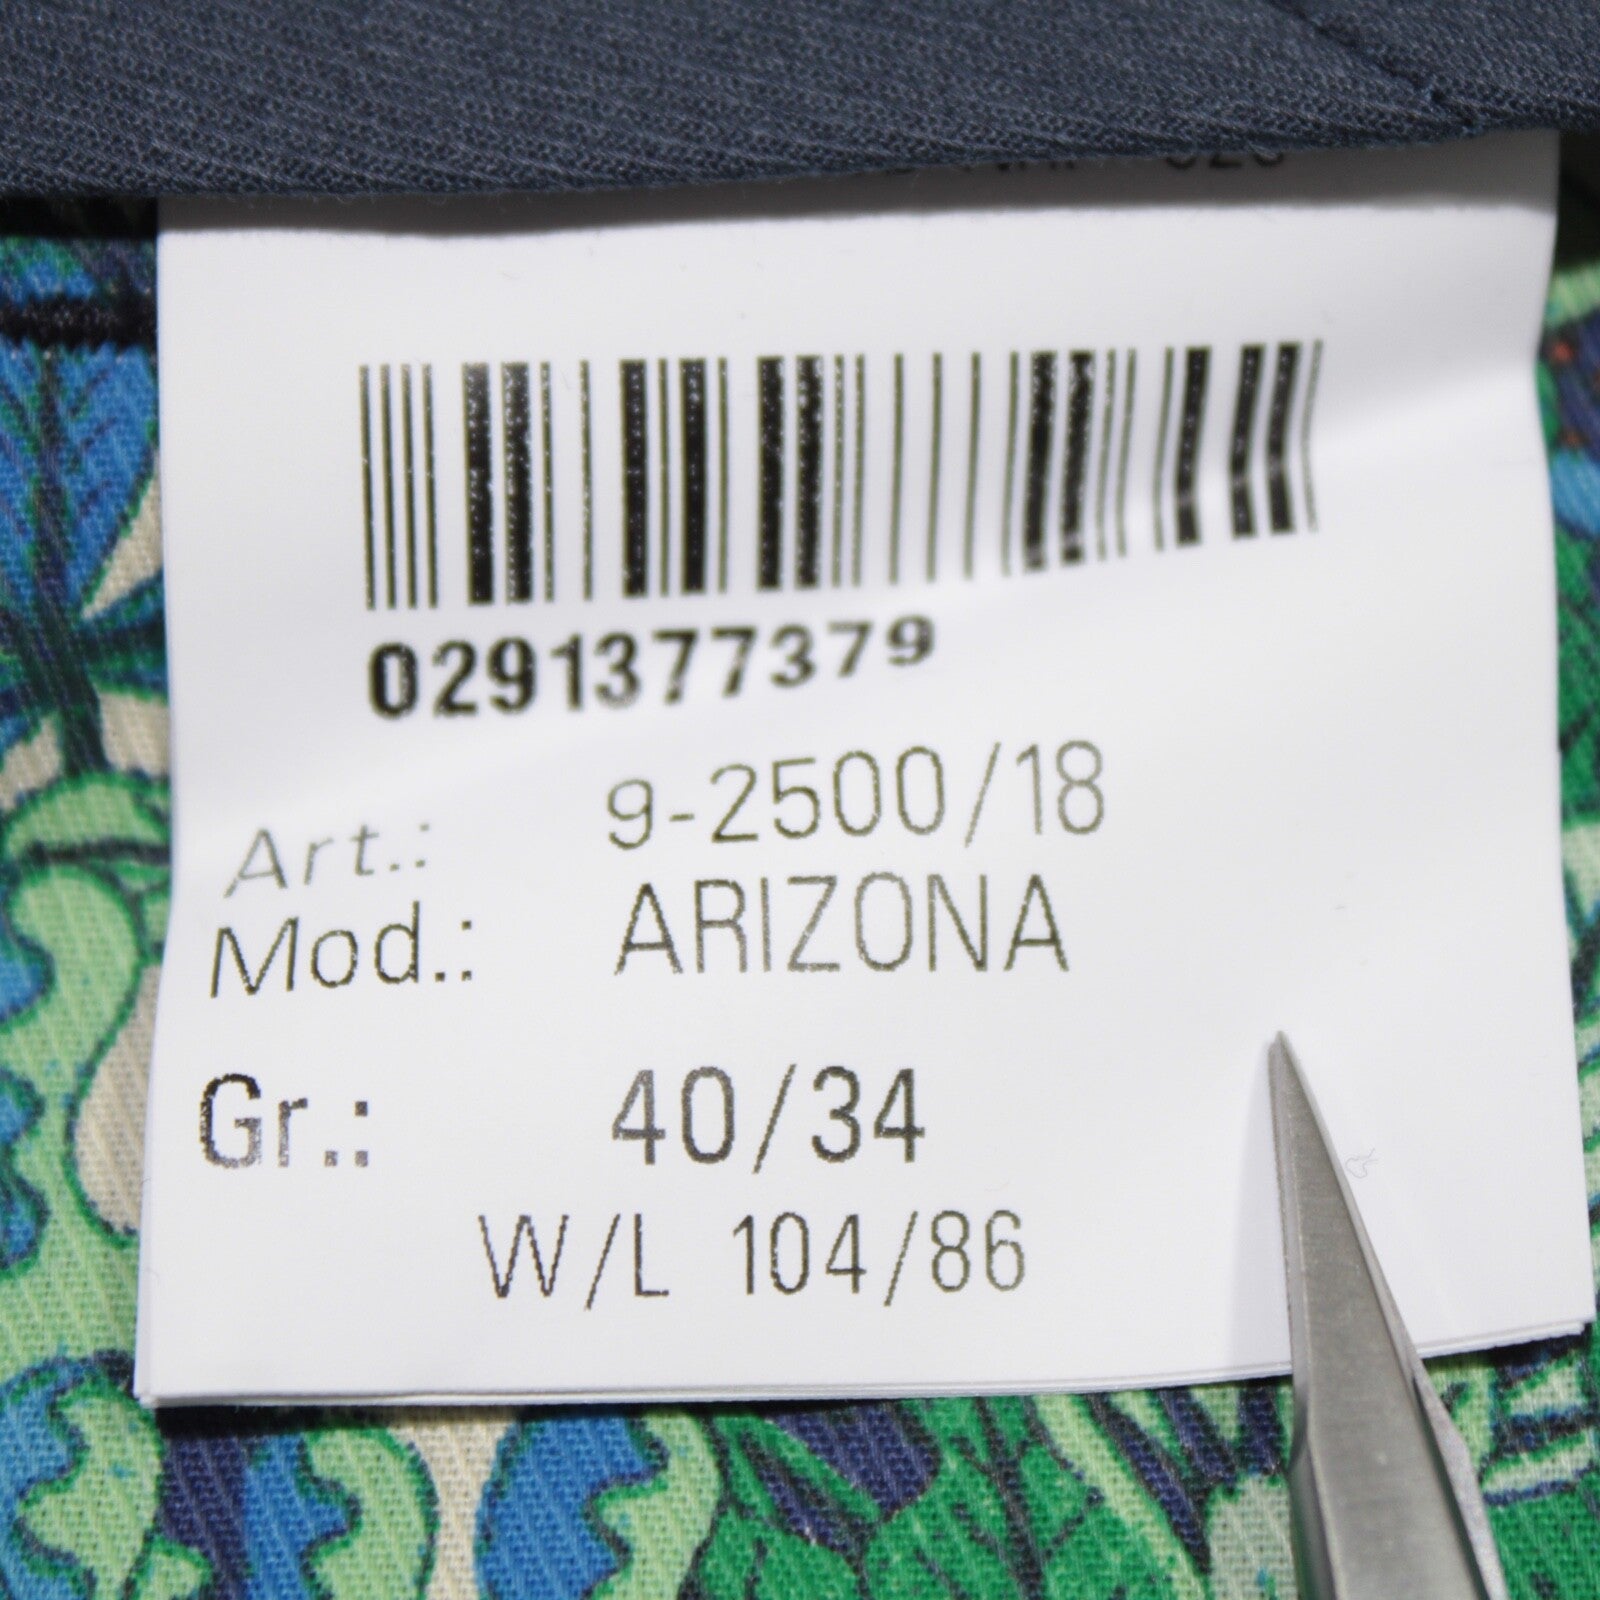 0291377379
Art.: 9-2500/18
Mod.: ARIZONA
Gr.: 40/34
W/L 104/86